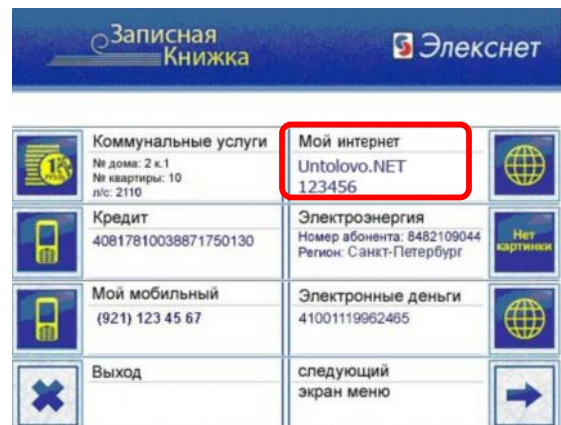 Записная
Книжка
Элекснет
Коммунальные услуги
№ дома: 2 к.1
№ квартиры: 10
л/с: 2110
Мой интернет
Untolovo.NET
123456
Кредит
40817810038871750130
Электроэнергия
Номер абонента: 8482109044
Регион: Санкт-Петербург
Нет
картинки
Мой мобильный
(921) 123 45 67
Электронные деньги
41001119962465
Выход
следующий
экран меню